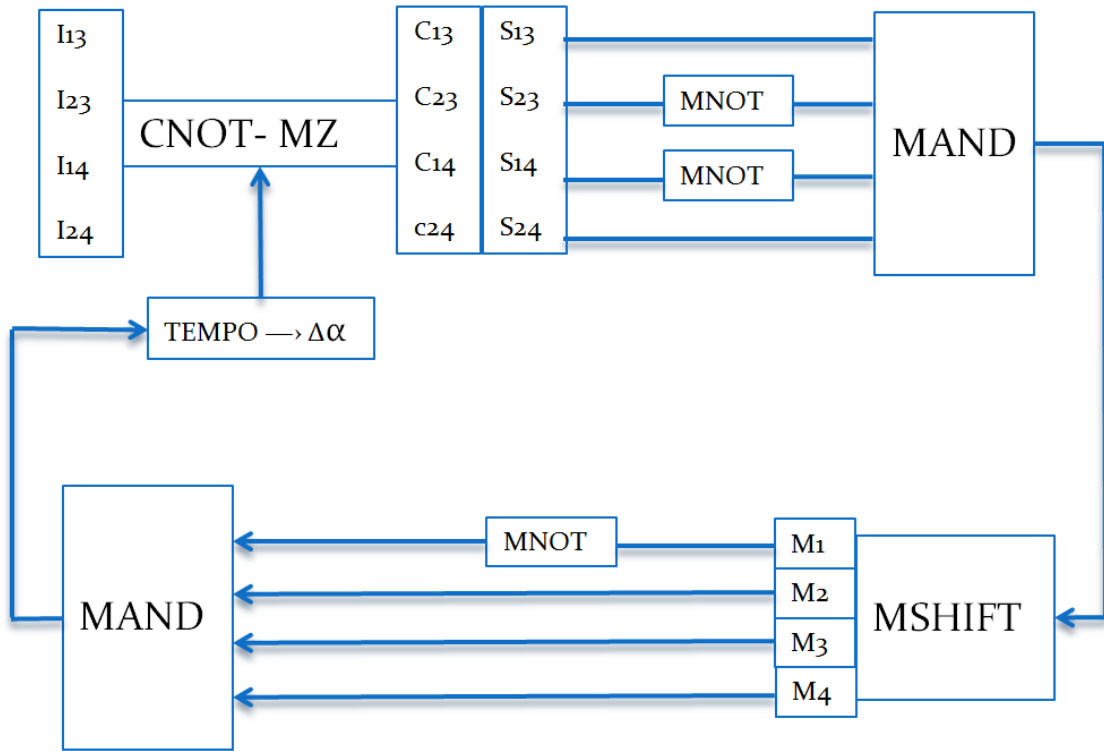 I13
I23
I14
I24
CNOT- MZ
C13
C23
C14
c24
S13
S23
S14
S24
MNOT
MNOT
MAND
TEMPO —→ Δα
MAND
MNOT
M1
M2
M3
M4
MSHIFT